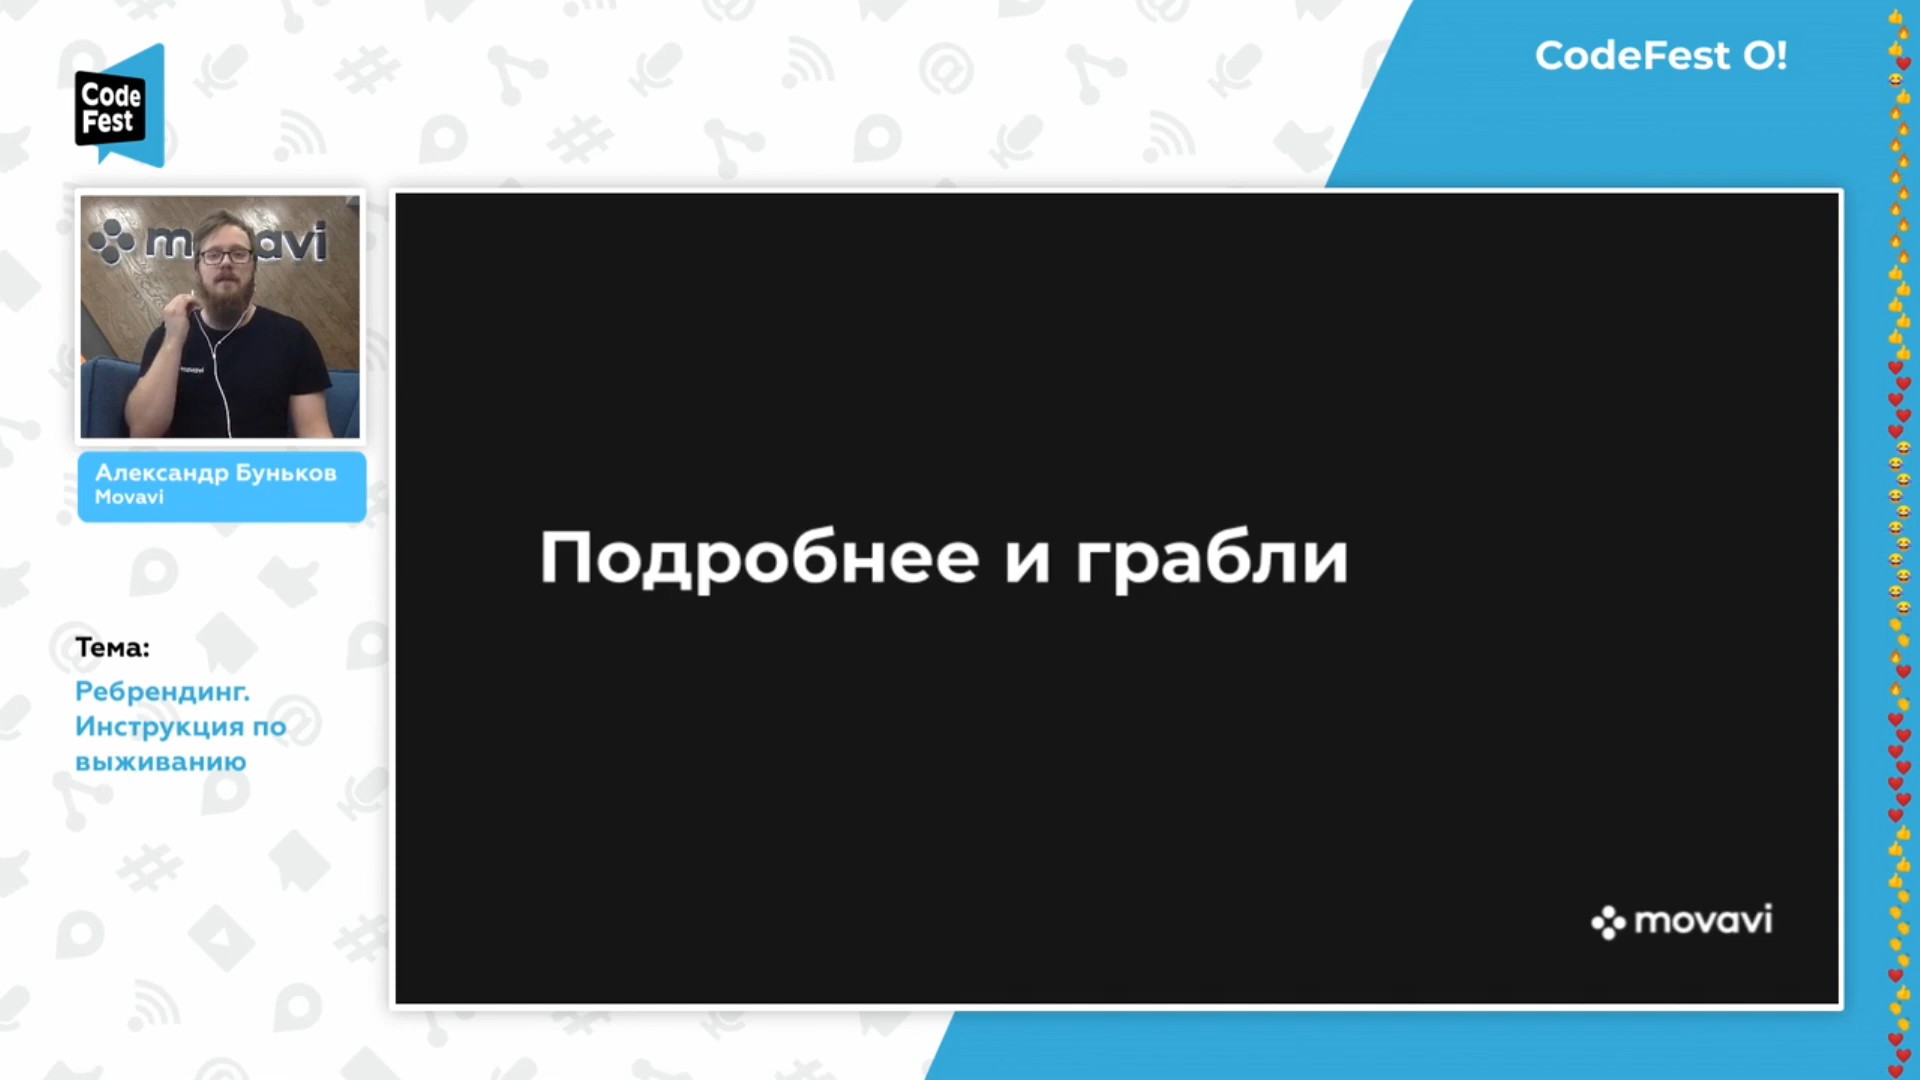 CodeFest O!
Code
Fest
movavi
Александр Буньков
Movavi
Тема:
Ребрендинг.
Инструкция по
выживанию
Подробнее и грабли
movavi